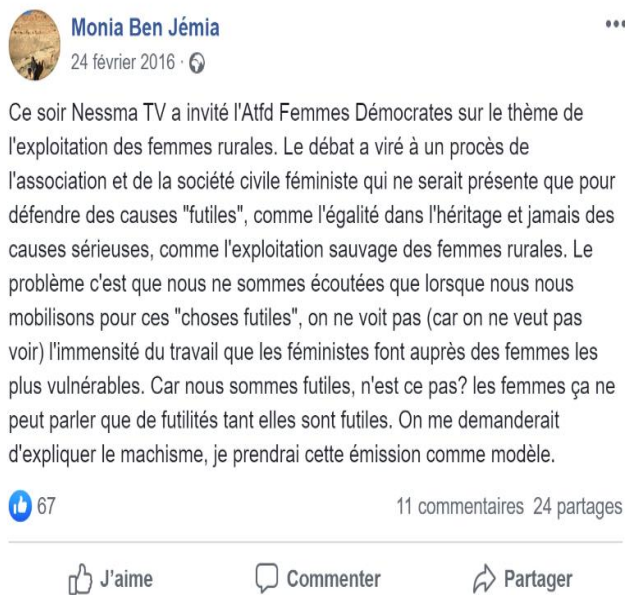 Monia Ben Jémia
24 février 2016 ·
Ce soir Nessma TV a invité l'Atfd Femmes Démocrates sur le thème de
l'exploitation des femmes rurales. Le débat a viré à un procès de
l'association et de la société civile féministe qui ne serait présente que pour
défendre des causes "futiles", comme l'égalité dans l'héritage et jamais des
causes sérieuses, comme l'exploitation sauvage des femmes rurales. Le
problème c'est que nous ne sommes écoutées que lorsque nous nous
mobilisons pour ces "choses futiles", on ne voit pas (car on ne veut pas
voir) l'immensité du travail que les féministes font auprès des femmes les
plus vulnérables. Car nous sommes futiles, n'est ce pas? les femmes ça ne
peut parler que de futilités tant elles sont futiles. On me demanderait
d'expliquer le machisme, je prendrai cette émission comme modèle.
67 11 commentaires 24 partages
J'aime Commenter Partager